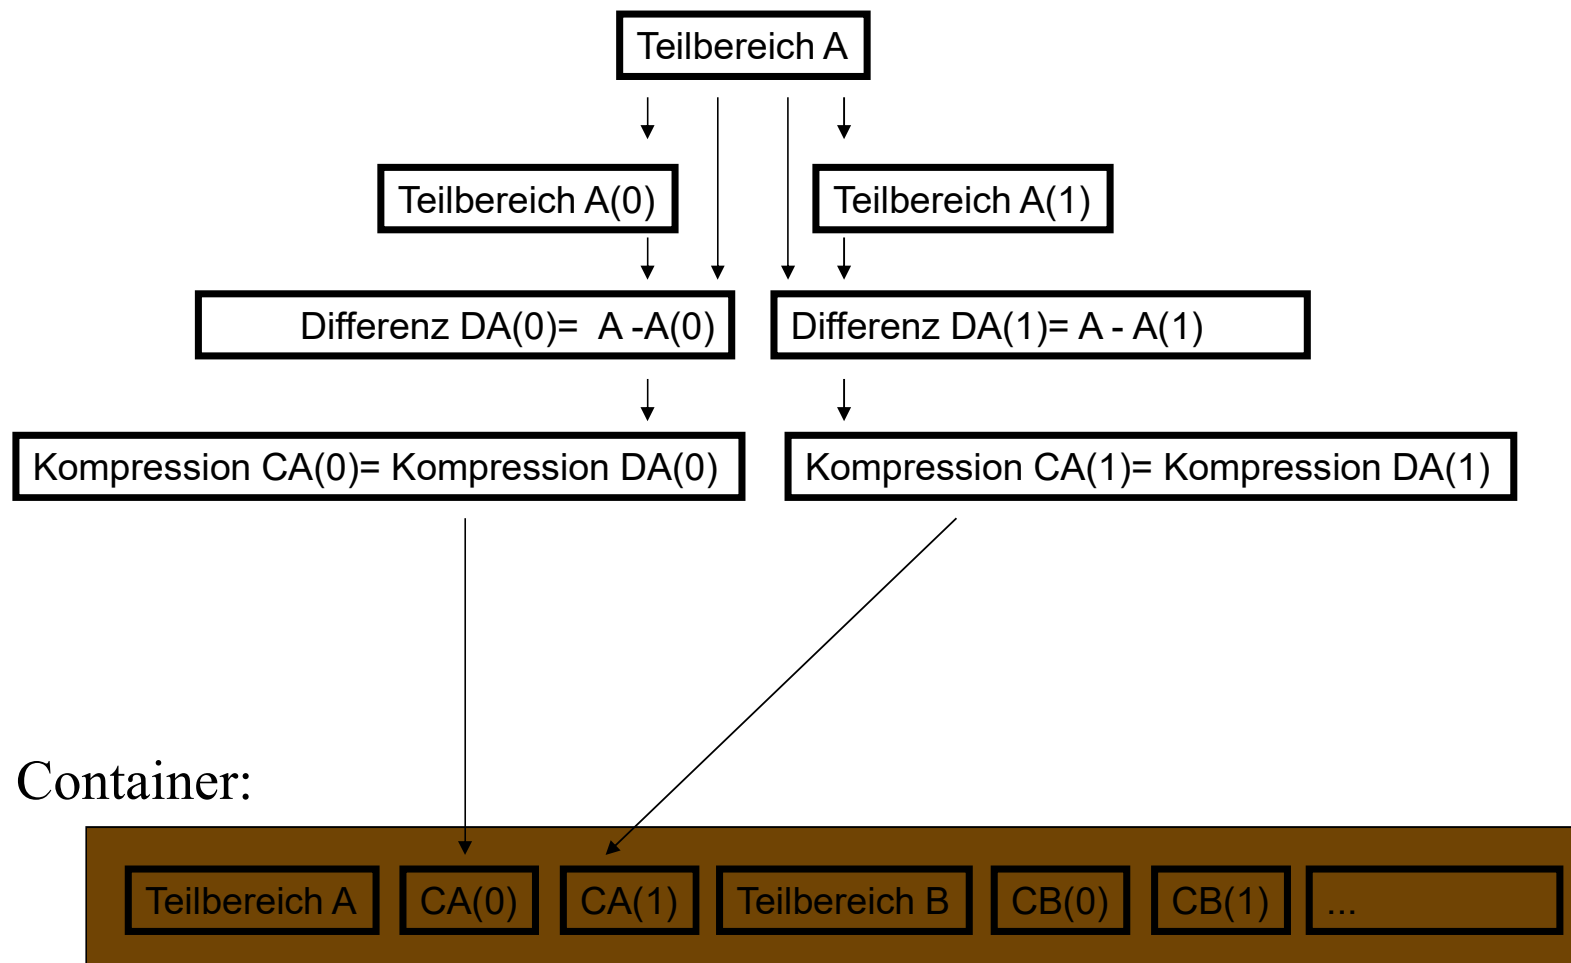 Teilbereich A
Teilbereich A(0)
Teilbereich A(1)
Differenz DA(0)=  A -A(0)
Differenz DA(1)= A - A(1)
Kompression CA(0)= Kompression DA(0)
Kompression CA(1)= Kompression DA(1)
Container:
Teilbereich A
CA(0)
CA(1)
Teilbereich B
CB(0)
CB(1)
...